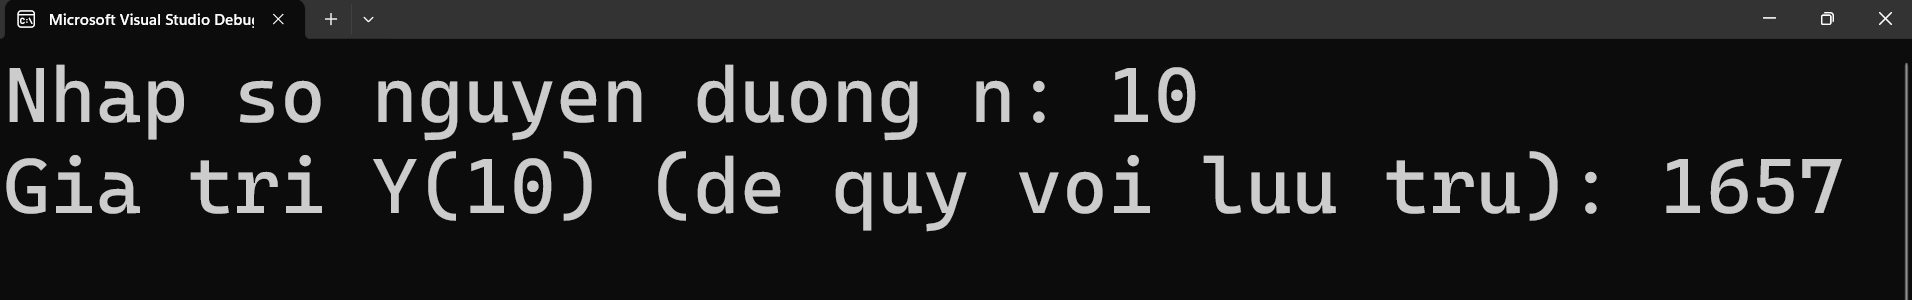 Microsoft Visual Studio Debu
Nhap so nguyen duong n: 10
Gia tri Y(10) (de quy voi luu tru): 1657